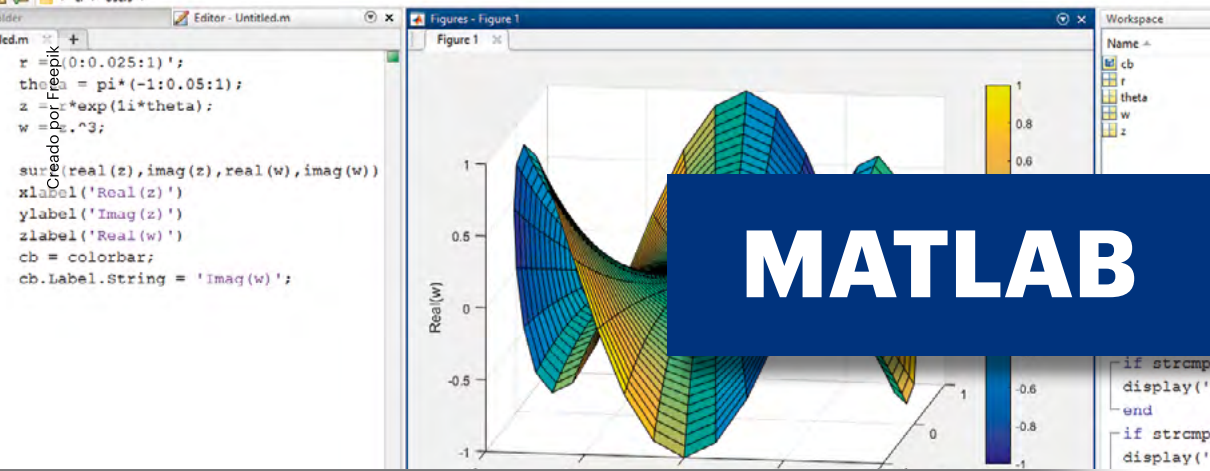 Editor - Untitled.m
Figures - Figure 1
Workspace
led.m
+
Figure 1
Name
Creado por Freepik
r = (0:0.025:1)';
theta = pi*(-1:0.05:1);
z = r*exp(1i*theta);
w = z.^3;
surf(real(z),imag(z),real(w),imag(w))
xlabel('Real(z)')
ylabel('Imag(z)')
zlabel('Real(w)')
cb = colorbar;
cb.Label.String = 'Imag(w)';
Real(w)
1
0.5
0
-0.5
-1
1
0
1
0.8
0.6
-0.6
-0.8
-1
cb
r
theta
w
z
MATLAB
if strcmp
display('
end
if strcmp
display('